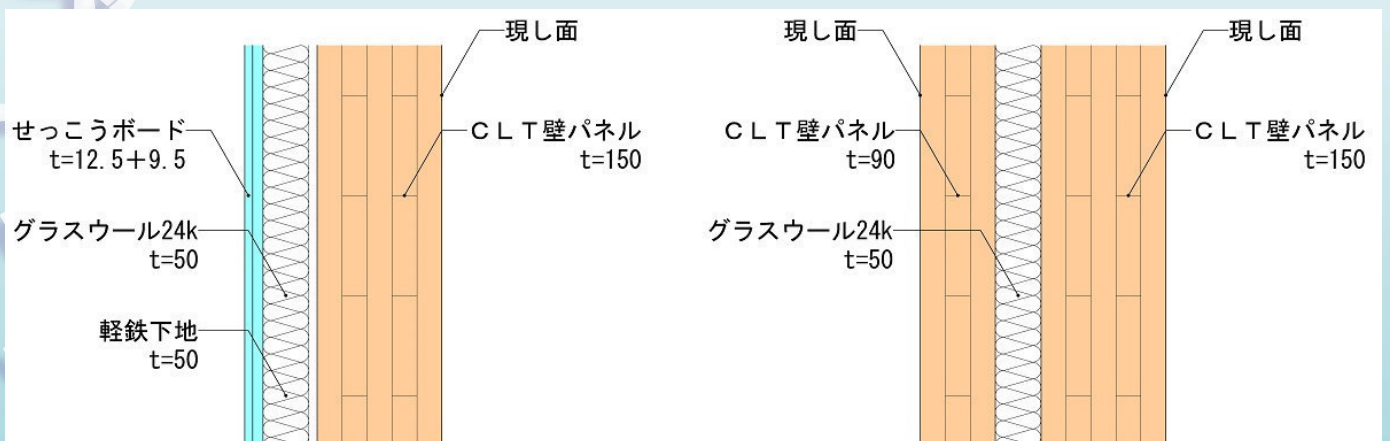 現し面
せっこうボード
t=12.5+9.5
CLT壁パネル
t=150
グラスウール24k
t=50
軽鉄下地
t=50
現し面
現し面
CLT壁パネル
t=90
CLT壁パネル
t=150
グラスウール24k
t=50